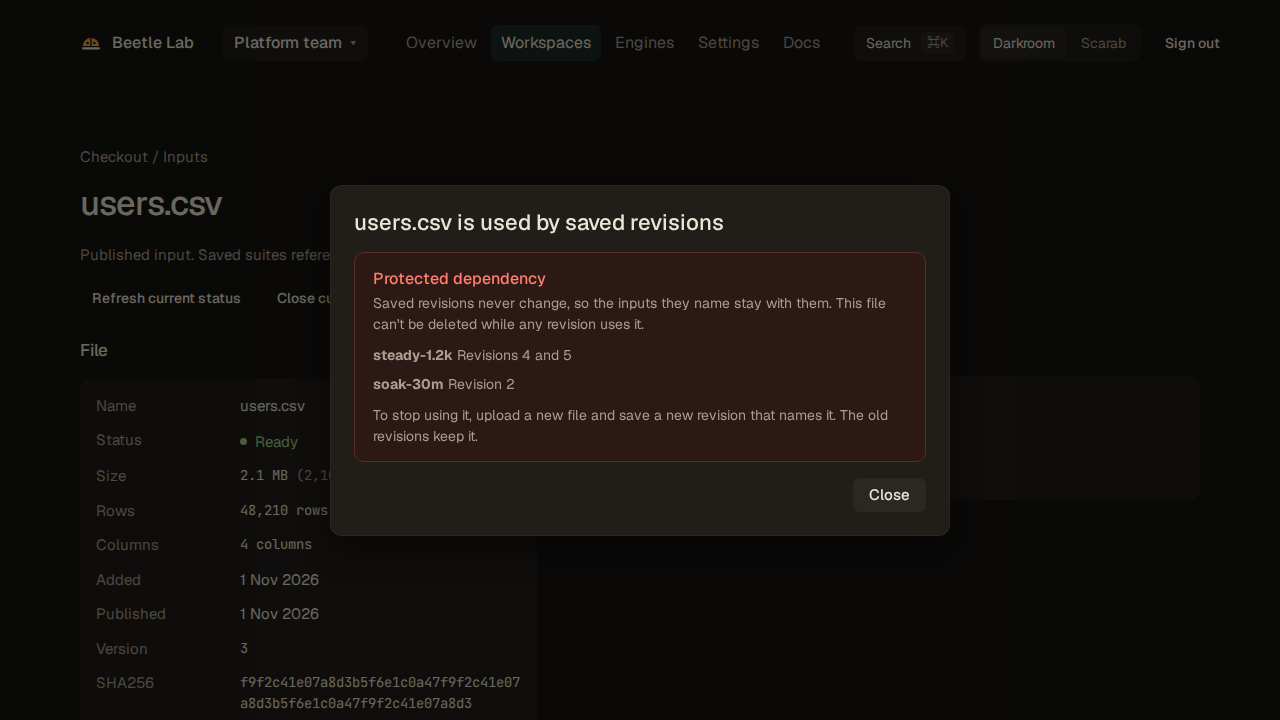 Beetle Lab
Platform team
Overview
Workspaces
Engines
Settings
Docs
Search ⌘K
Darkroom
Scarab
Sign out
Checkout / Inputs
users.csv
Published input. Saved suites refere
Refresh current status
Close cu
File
Name users.csv
Status Ready
Size 2.1 MB (2,10
Rows 48,210 rows
Columns 4 columns
Added 1 Nov 2026
Published 1 Nov 2026
Version 3
SHA256 f9f2c41e07a8d3b5f6e1c0a47f9f2c41e07
a8d3b5f6e1c0a47f9f2c41e07a8d3
users.csv is used by saved revisions
Protected dependency
Saved revisions never change, so the inputs they name stay with them. This file
can't be deleted while any revision uses it.
steady-1.2k Revisions 4 and 5
soak-30m Revision 2
To stop using it, upload a new file and save a new revision that names it. The old
revisions keep it.
Close